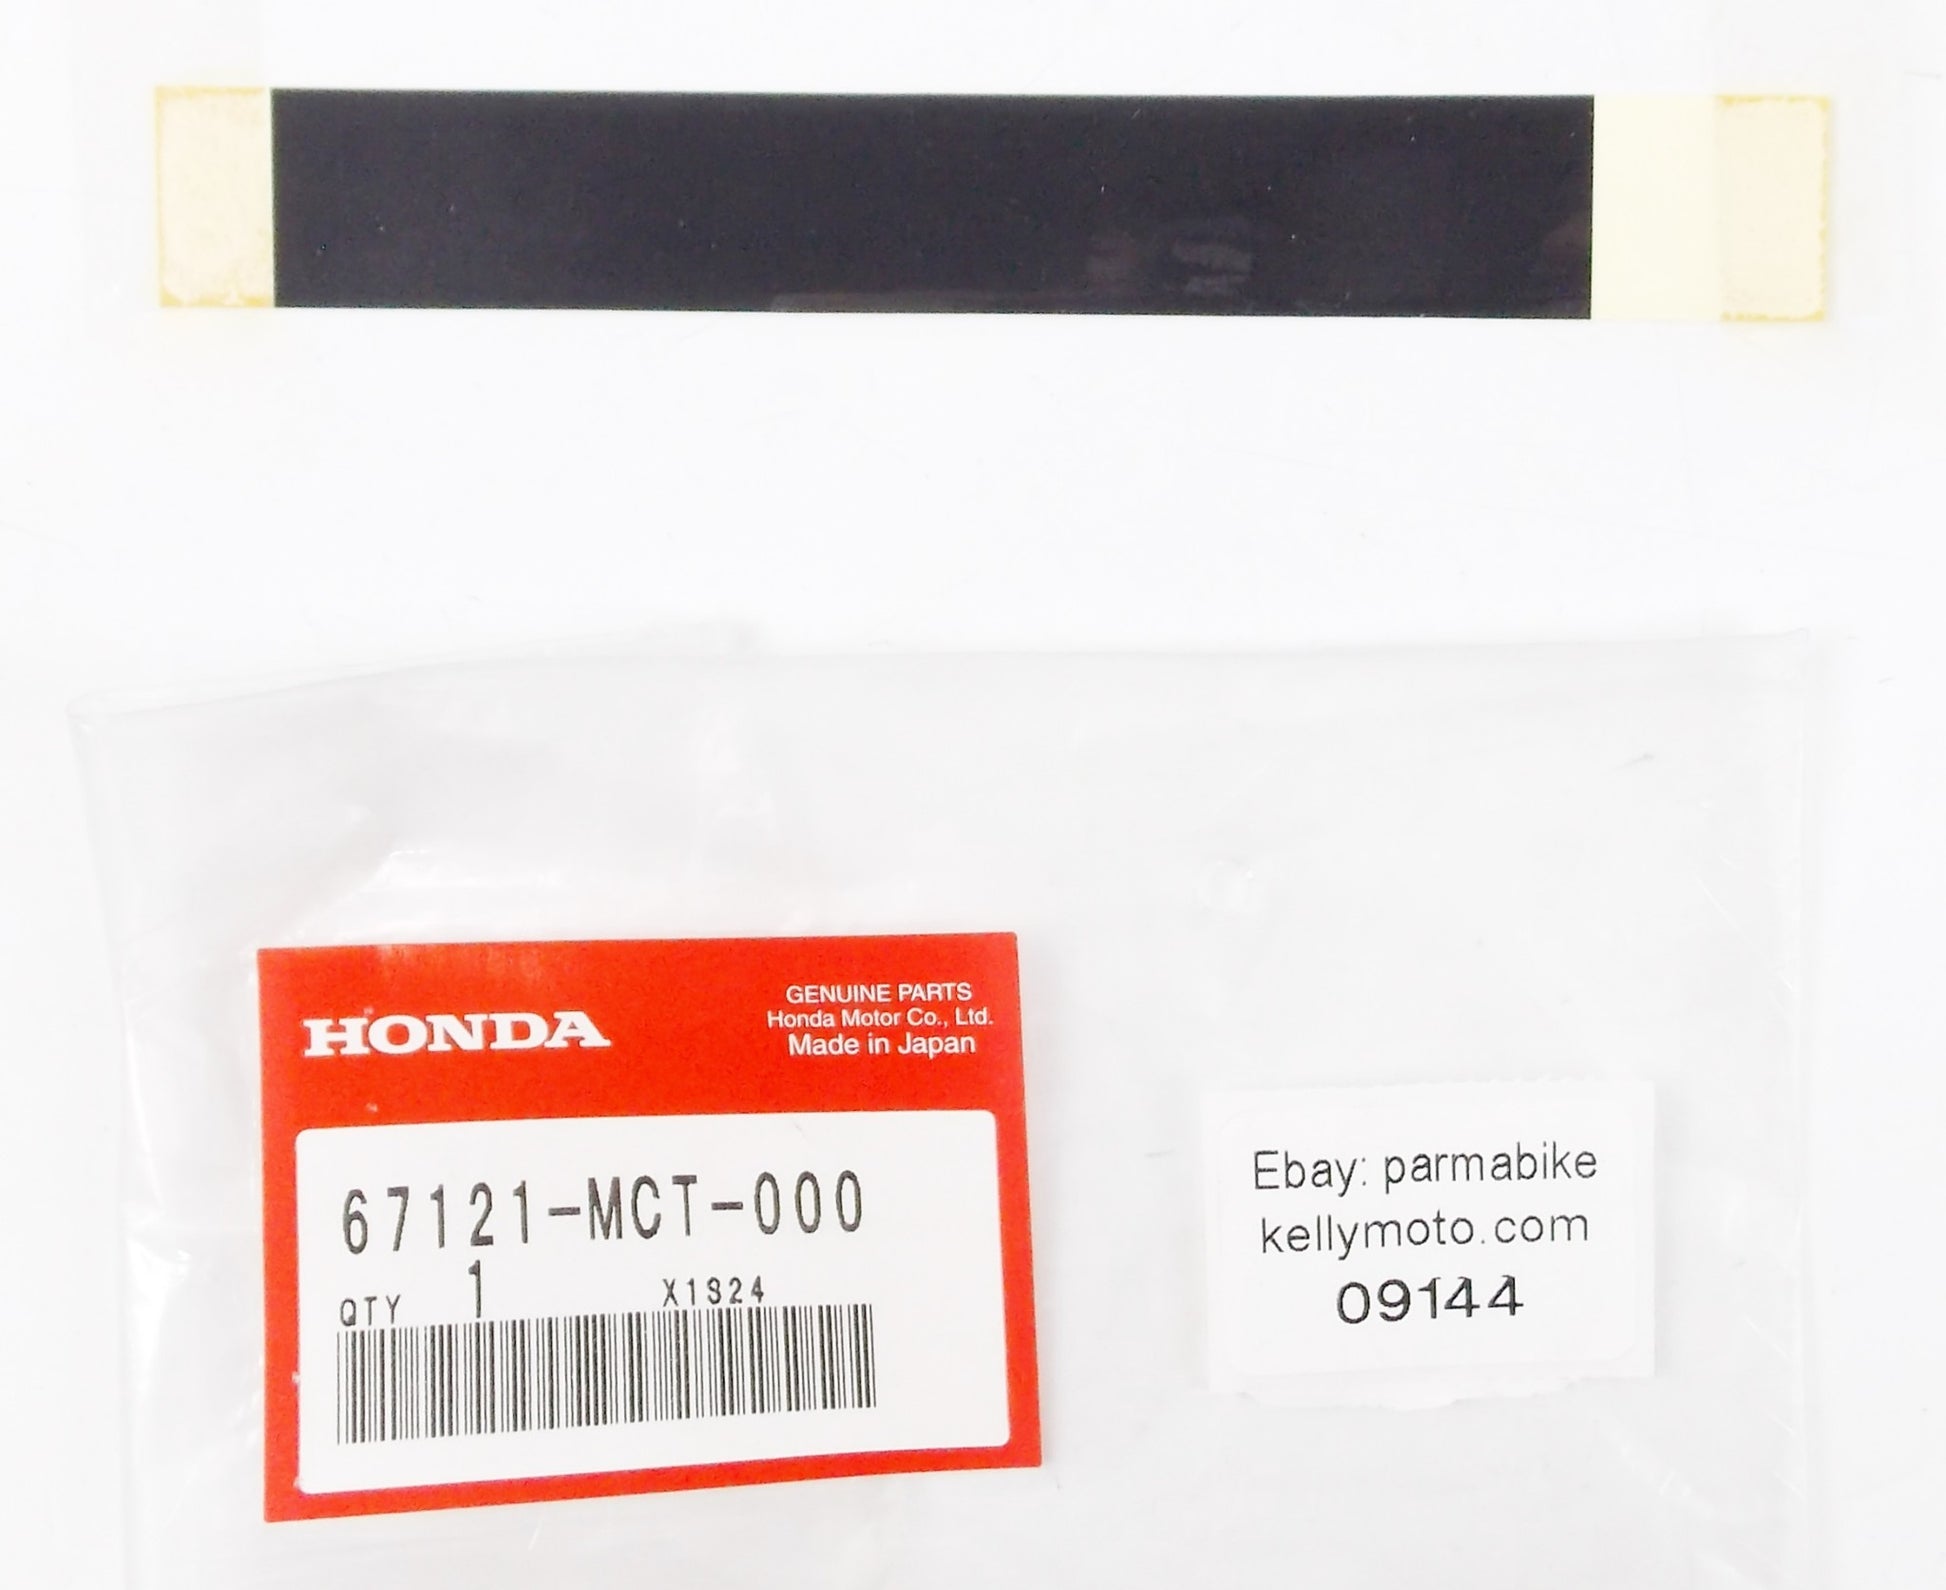 HONDA
GENUINE PARTS
Honda Motor Co., Ltd.
Made in Japan
67121-MCT-000
QTY 1 X1S24
Ebay: parmabike
kellymoto.com
09144